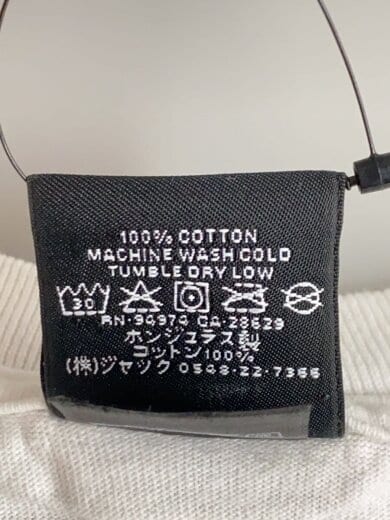 100% COTTON
MACHINE WASH COLD
TUMBLE DRY LOW
30
RN-94974 CA-28629
ホンジュラス製
コットン100%
(株)ジャック 0548-22-7366